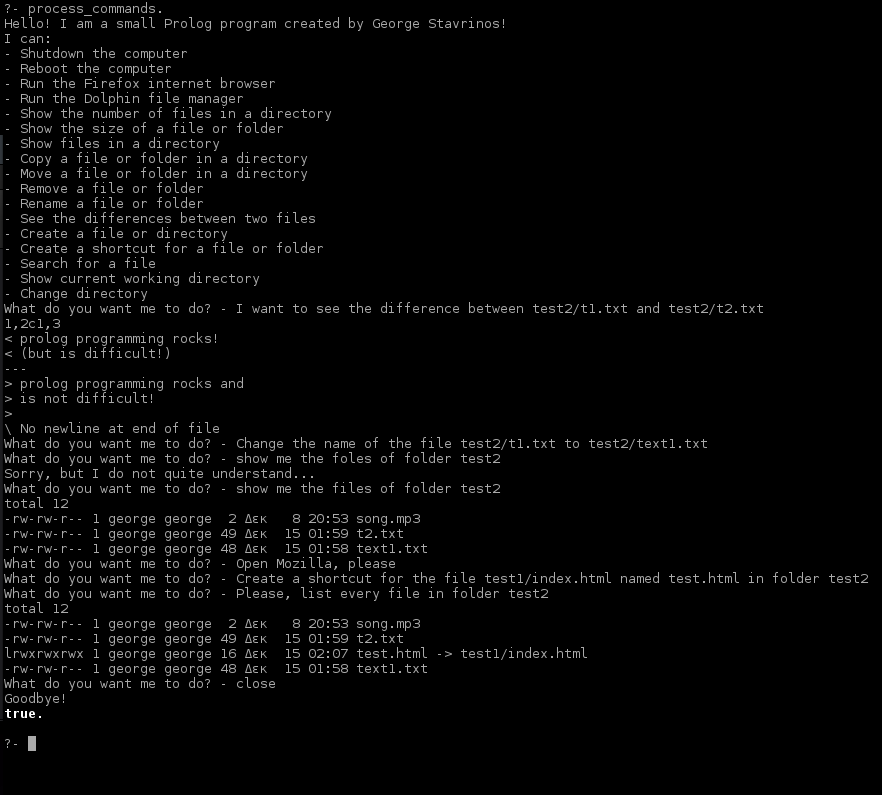 ?- process_commands.
Hello! I am a small Prolog program created by George Stavrinos!
I can:
- Shutdown the computer
- Reboot the computer
- Run the Firefox internet browser
- Run the Dolphin file manager
- Show the number of files in a directory
- Show the size of a file or folder
- Show files in a directory
- Copy a file or folder in a directory
- Move a file or folder in a directory
- Remove a file or folder
- Rename a file or folder
- See the differences between two files
- Create a file or directory
- Create a shortcut for a file or folder
- Search for a file
- Show current working directory
- Change directory
What do you want me to do? - I want to see the difference between test2/t1.txt and test2/t2.txt
1,2c1,3
< prolog programming rocks!
< (but is difficult!)
---
> prolog programming rocks and
> is not difficult!
>
\ No newline at end of file
What do you want me to do? - Change the name of the file test2/t1.txt to test2/text1.txt
What do you want me to do? - show me the foles of folder test2
Sorry, but I do not quite understand...
What do you want me to do? - show me the files of folder test2
total 12
-rw-rw-r-- 1 george george  2 Δεκ   8 20:53 song.mp3
-rw-rw-r-- 1 george george 49 Δεκ  15 01:59 t2.txt
-rw-rw-r-- 1 george george 48 Δεκ  15 01:58 text1.txt
What do you want me to do? - Open Mozilla, please
What do you want me to do? - Create a shortcut for the file test1/index.html named test.html in folder test2
What do you want me to do? - Please, list every file in folder test2
total 12
-rw-rw-r-- 1 george george  2 Δεκ   8 20:53 song.mp3
-rw-rw-r-- 1 george george 49 Δεκ  15 01:59 t2.txt
lrwxrwxrwx 1 george george 16 Δεκ  15 02:07 test.html -> test1/index.html
-rw-rw-r-- 1 george george 48 Δεκ  15 01:58 text1.txt
What do you want me to do? - close
Goodbye!
true.
?-